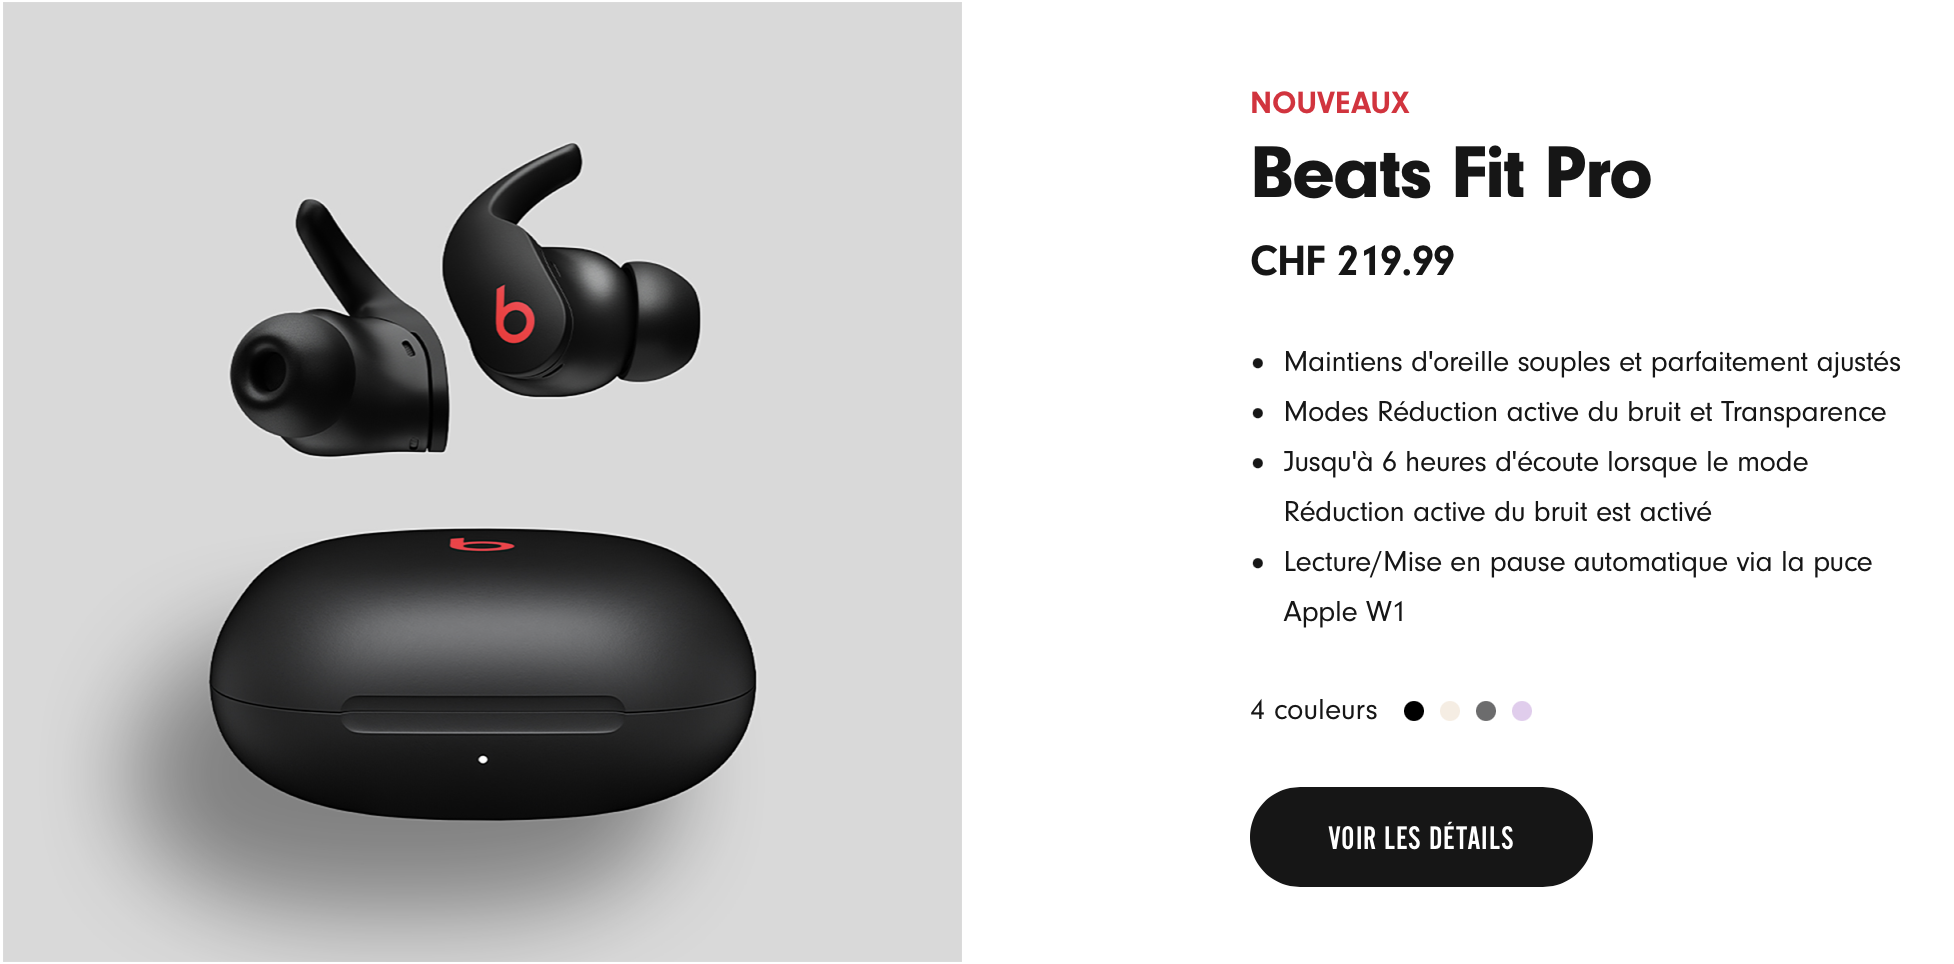 NOUVEAUX
Beats Fit Pro
CHF 219.99
• Maintiens d'oreille souples et parfaitement ajustés
• Modes Réduction active du bruit et Transparence
• Jusqu'à 6 heures d'écoute lorsque le mode
Réduction active du bruit est activé
• Lecture/Mise en pause automatique via la puce
Apple W1
4 couleurs
VOIR LES DÉTAILS